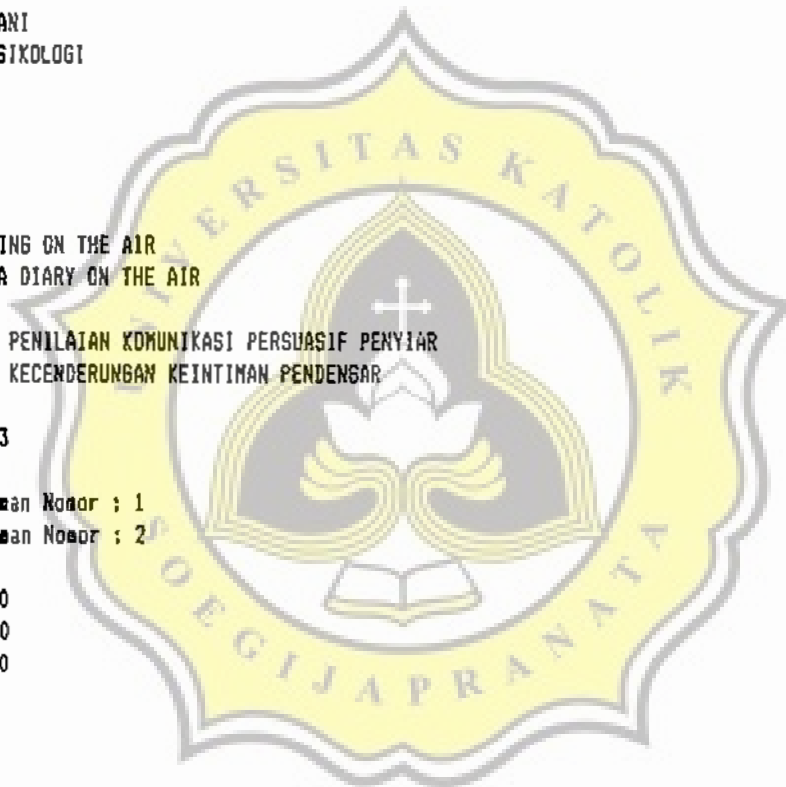 ANI
SIKOLOGI
UNIVERSITAS KATOLIK
ING ON THE AIR
A DIARY ON THE AIR
PENILAIAN KOMUNIKASI PERSUASIF PENYIAR
KECENDERUNGAN KEINTIMAN PENDENGAR
3
man Nomor : 1
man Nomor : 2
0
0
0
SOEGIJAPRANATA